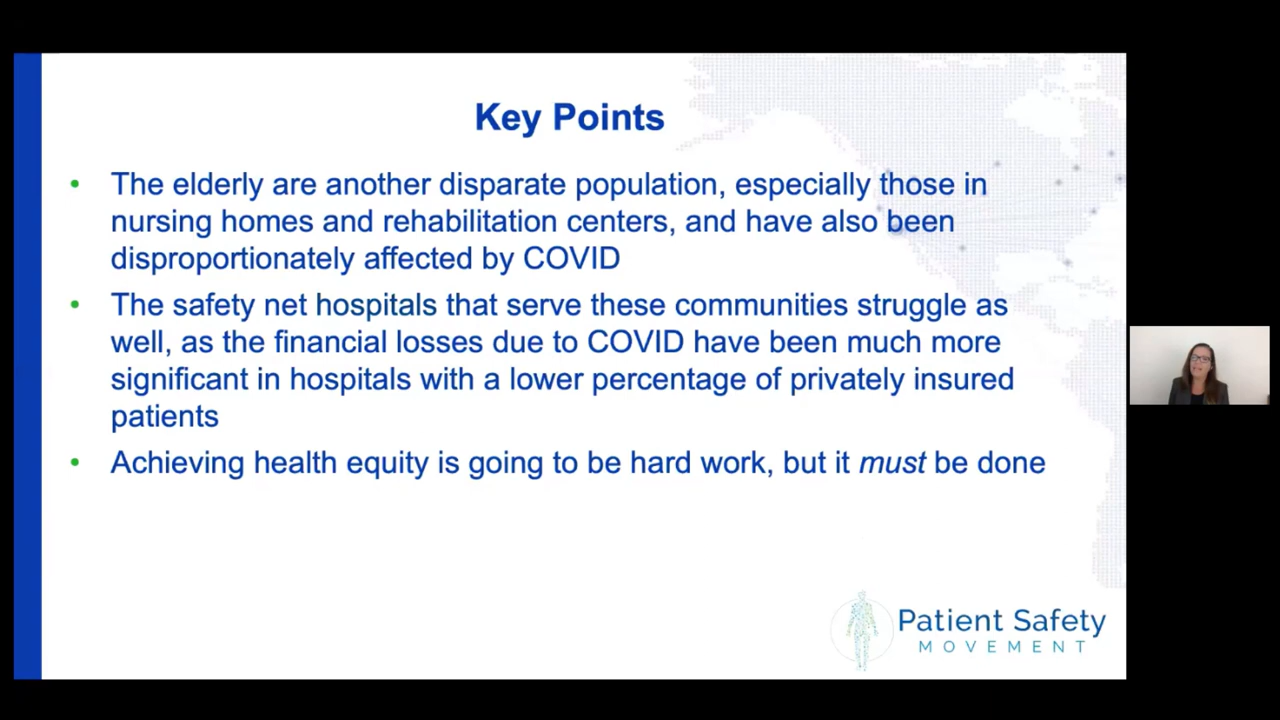 Key Points
• The elderly are another disparate population, especially those in
nursing homes and rehabilitation centers, and have also been
disproportionately affected by COVID
• The safety net hospitals that serve these communities struggle as
well, as the financial losses due to COVID have been much more
significant in hospitals with a lower percentage of privately insured
patients
• Achieving health equity is going to be hard work, but it must be done
Patient Safety
MOVEMENT